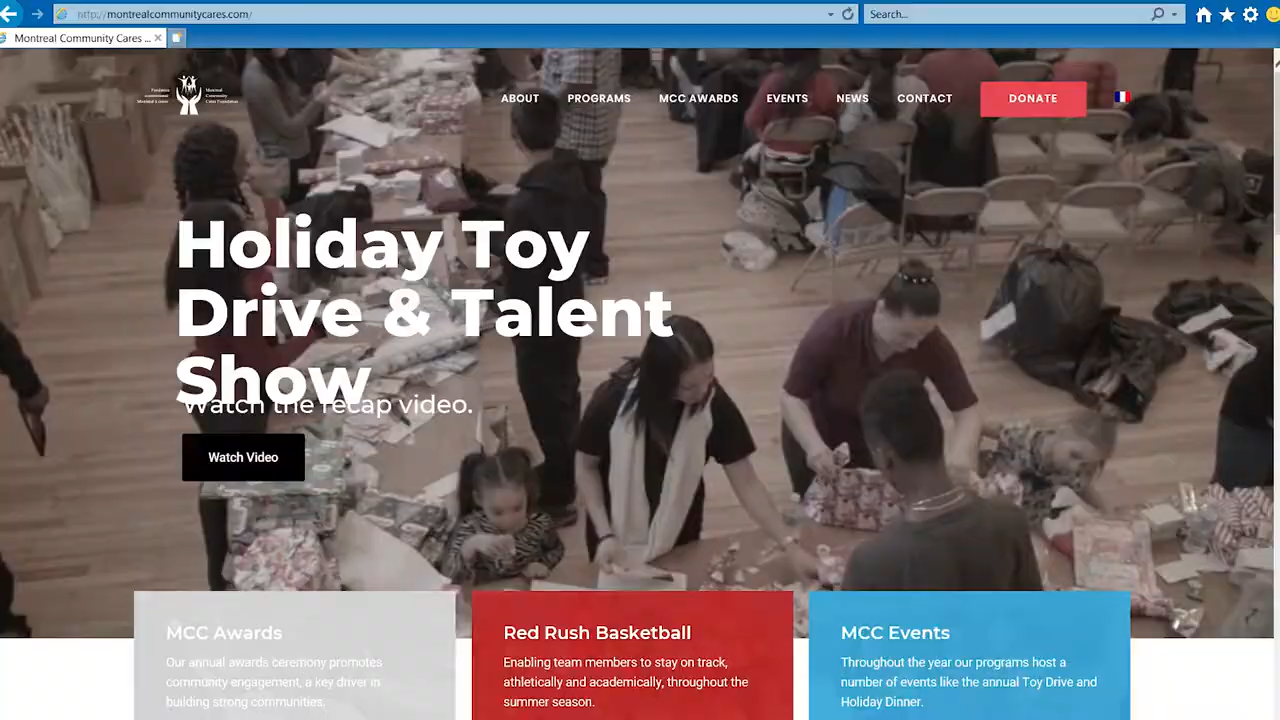 http://montrealcommunitycares.com/
Search...
Montreal Community Cares ...
Montreal
Community
ABOUT
PROGRAMS
MCC AWARDS
EVENTS
NEWS
CONTACT
DONATE
Holiday Toy
Drive & Talent
Show
Watch the recap video.
Watch Video
MCC Awards
Our annual awards ceremony promotes
community engagement, a key driver in
building strong communities.
Red Rush Basketball
Enabling team members to stay on track,
athletically and academically, throughout the
summer season.
MCC Events
Throughout the year our programs host a
number of events like the annual Toy Drive and
Holiday Dinner.